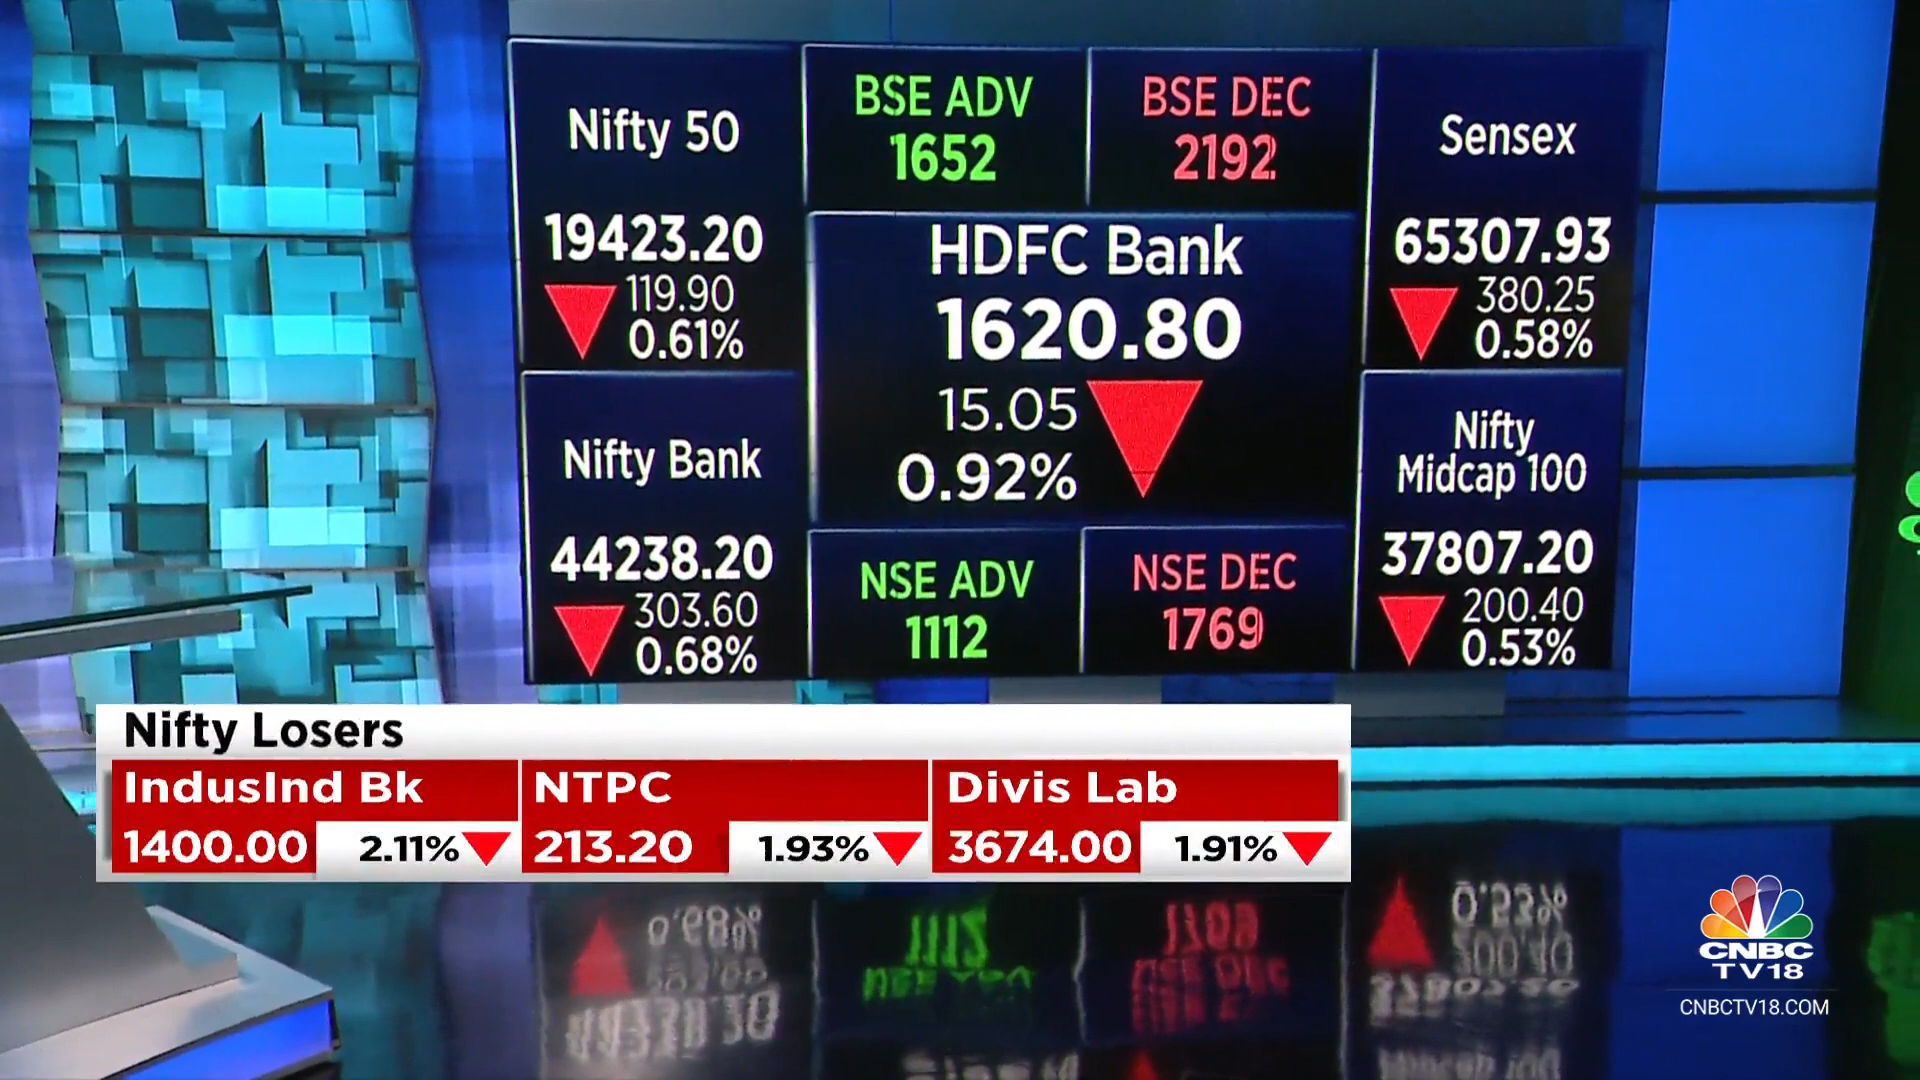 Nifty 50
19423.20
119.90
0.61%
BSE ADV
1652
BSE DEC
2192
Sensex
65307.93
380.25
0.58%
HDFC Bank
1620.80
15.05
0.92%
Nifty Bank
44238.20
303.60
0.68%
NSE ADV
1112
NSE DEC
1769
Nifty
Midcap 100
37807.20
200.40
0.53%
Nifty Losers
IndusInd Bk
1400.00 2.11%
NTPC
213.20 1.93%
Divis Lab
3674.00 1.91%
CNBC
TV18
CNBCTV18.COM